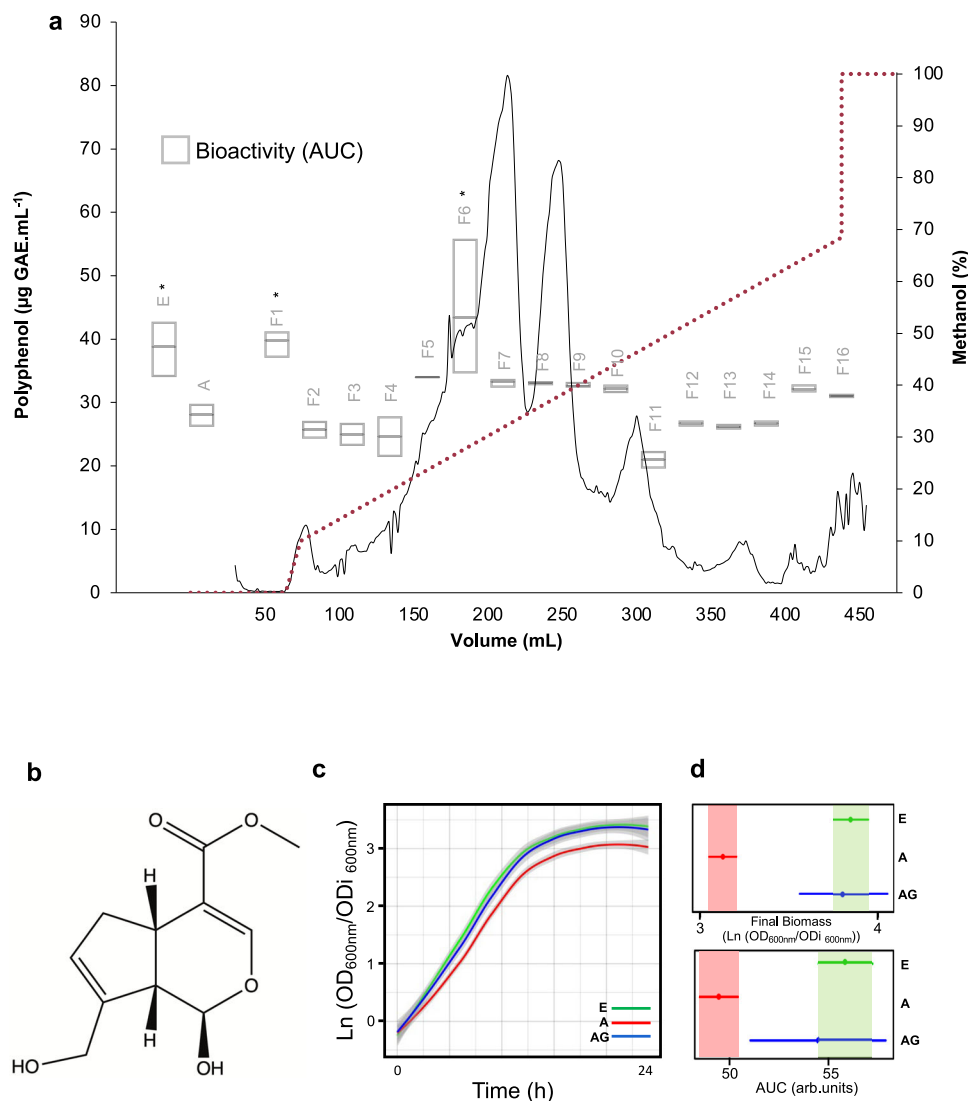 a
90
80
70
60
50
40
30
20
10
0
Polyphenol (µg GAE.mL⁻¹)
Bioactivity (AUC)
E *
A
F1 *
F2
F3
F4
F5
F6 *
F7
F8
F9
F10
F11
F12
F13
F14
F15
F16
100
90
80
70
60
50
40
30
20
10
0
Methanol (%)
50 100 150 200 250 300 350 400 450
Volume (mL)
b
O
O
H
O
H
HO
OH
c
Ln (OD600nm/ODi 600nm)
3
2
1
0
E
A
AG
0 24
Time (h)
d
E
A
AG
3 4
Final Biomass
(Ln (OD600nm/ODi 600nm))
E
A
AG
50 55
AUC (arb.units)